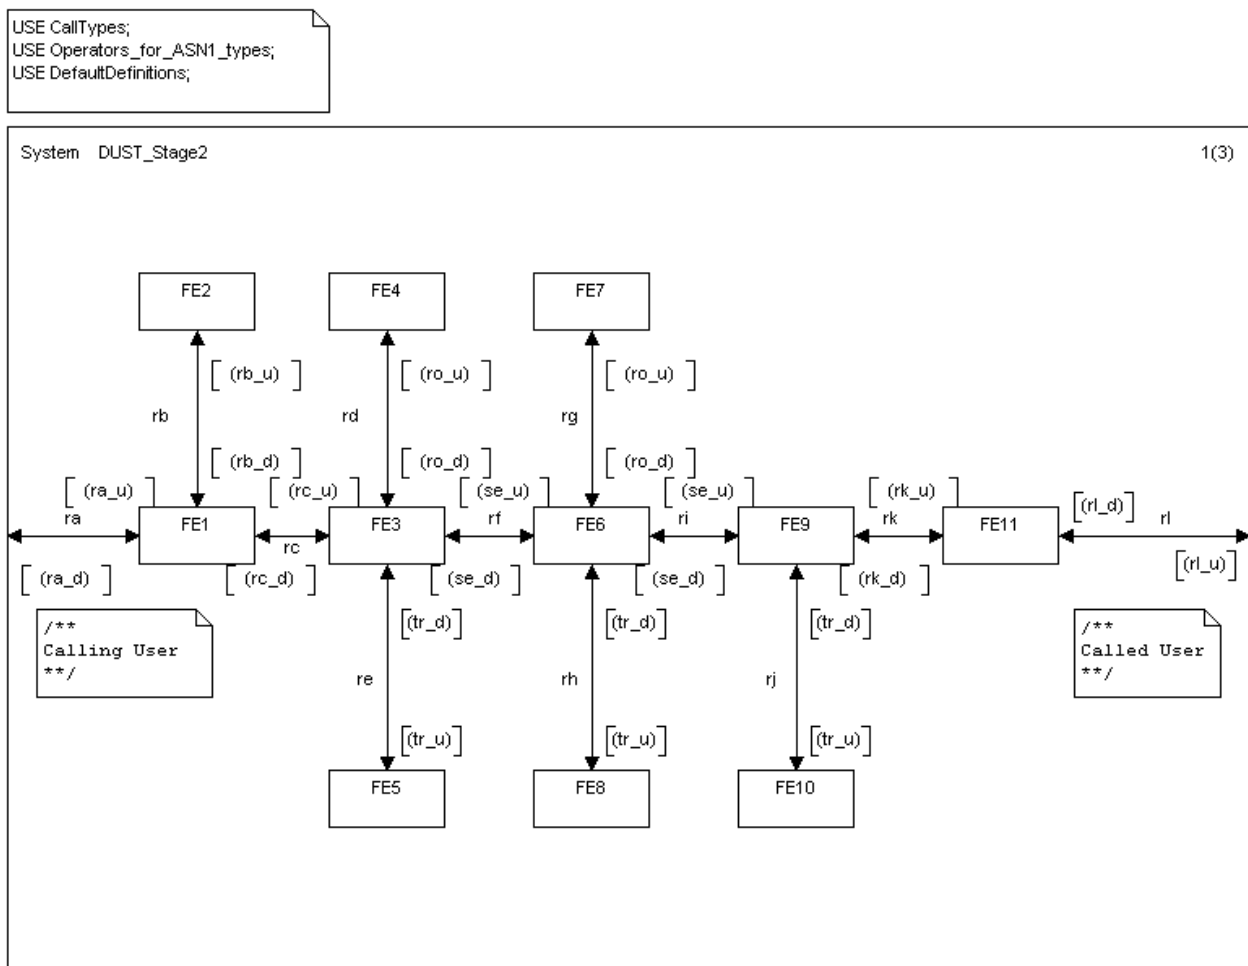 USE CallTypes;
USE Operators_for_ASN1_types;
USE DefaultDefinitions;
System DUST_Stage2
1(3)
FE2
FE4
FE7
(rb_u)
(ro_u)
(ro_u)
rb
rd
rg
(rb_d)
(ro_d)
(ro_d)
(ra_u)
(rc_u)
(se_u)
(se_u)
(rk_u)
(rl_d)
ra
FE1
rc
FE3
rf
FE6
ri
FE9
rk
FE11
rl
(ra_d)
(rc_d)
(se_d)
(se_d)
(rk_d)
(rl_u)
/**
Calling User
**/
(tr_d)
(tr_d)
(tr_d)
/**
Called User
**/
re
rh
rj
(tr_u)
(tr_u)
(tr_u)
FE5
FE8
FE10